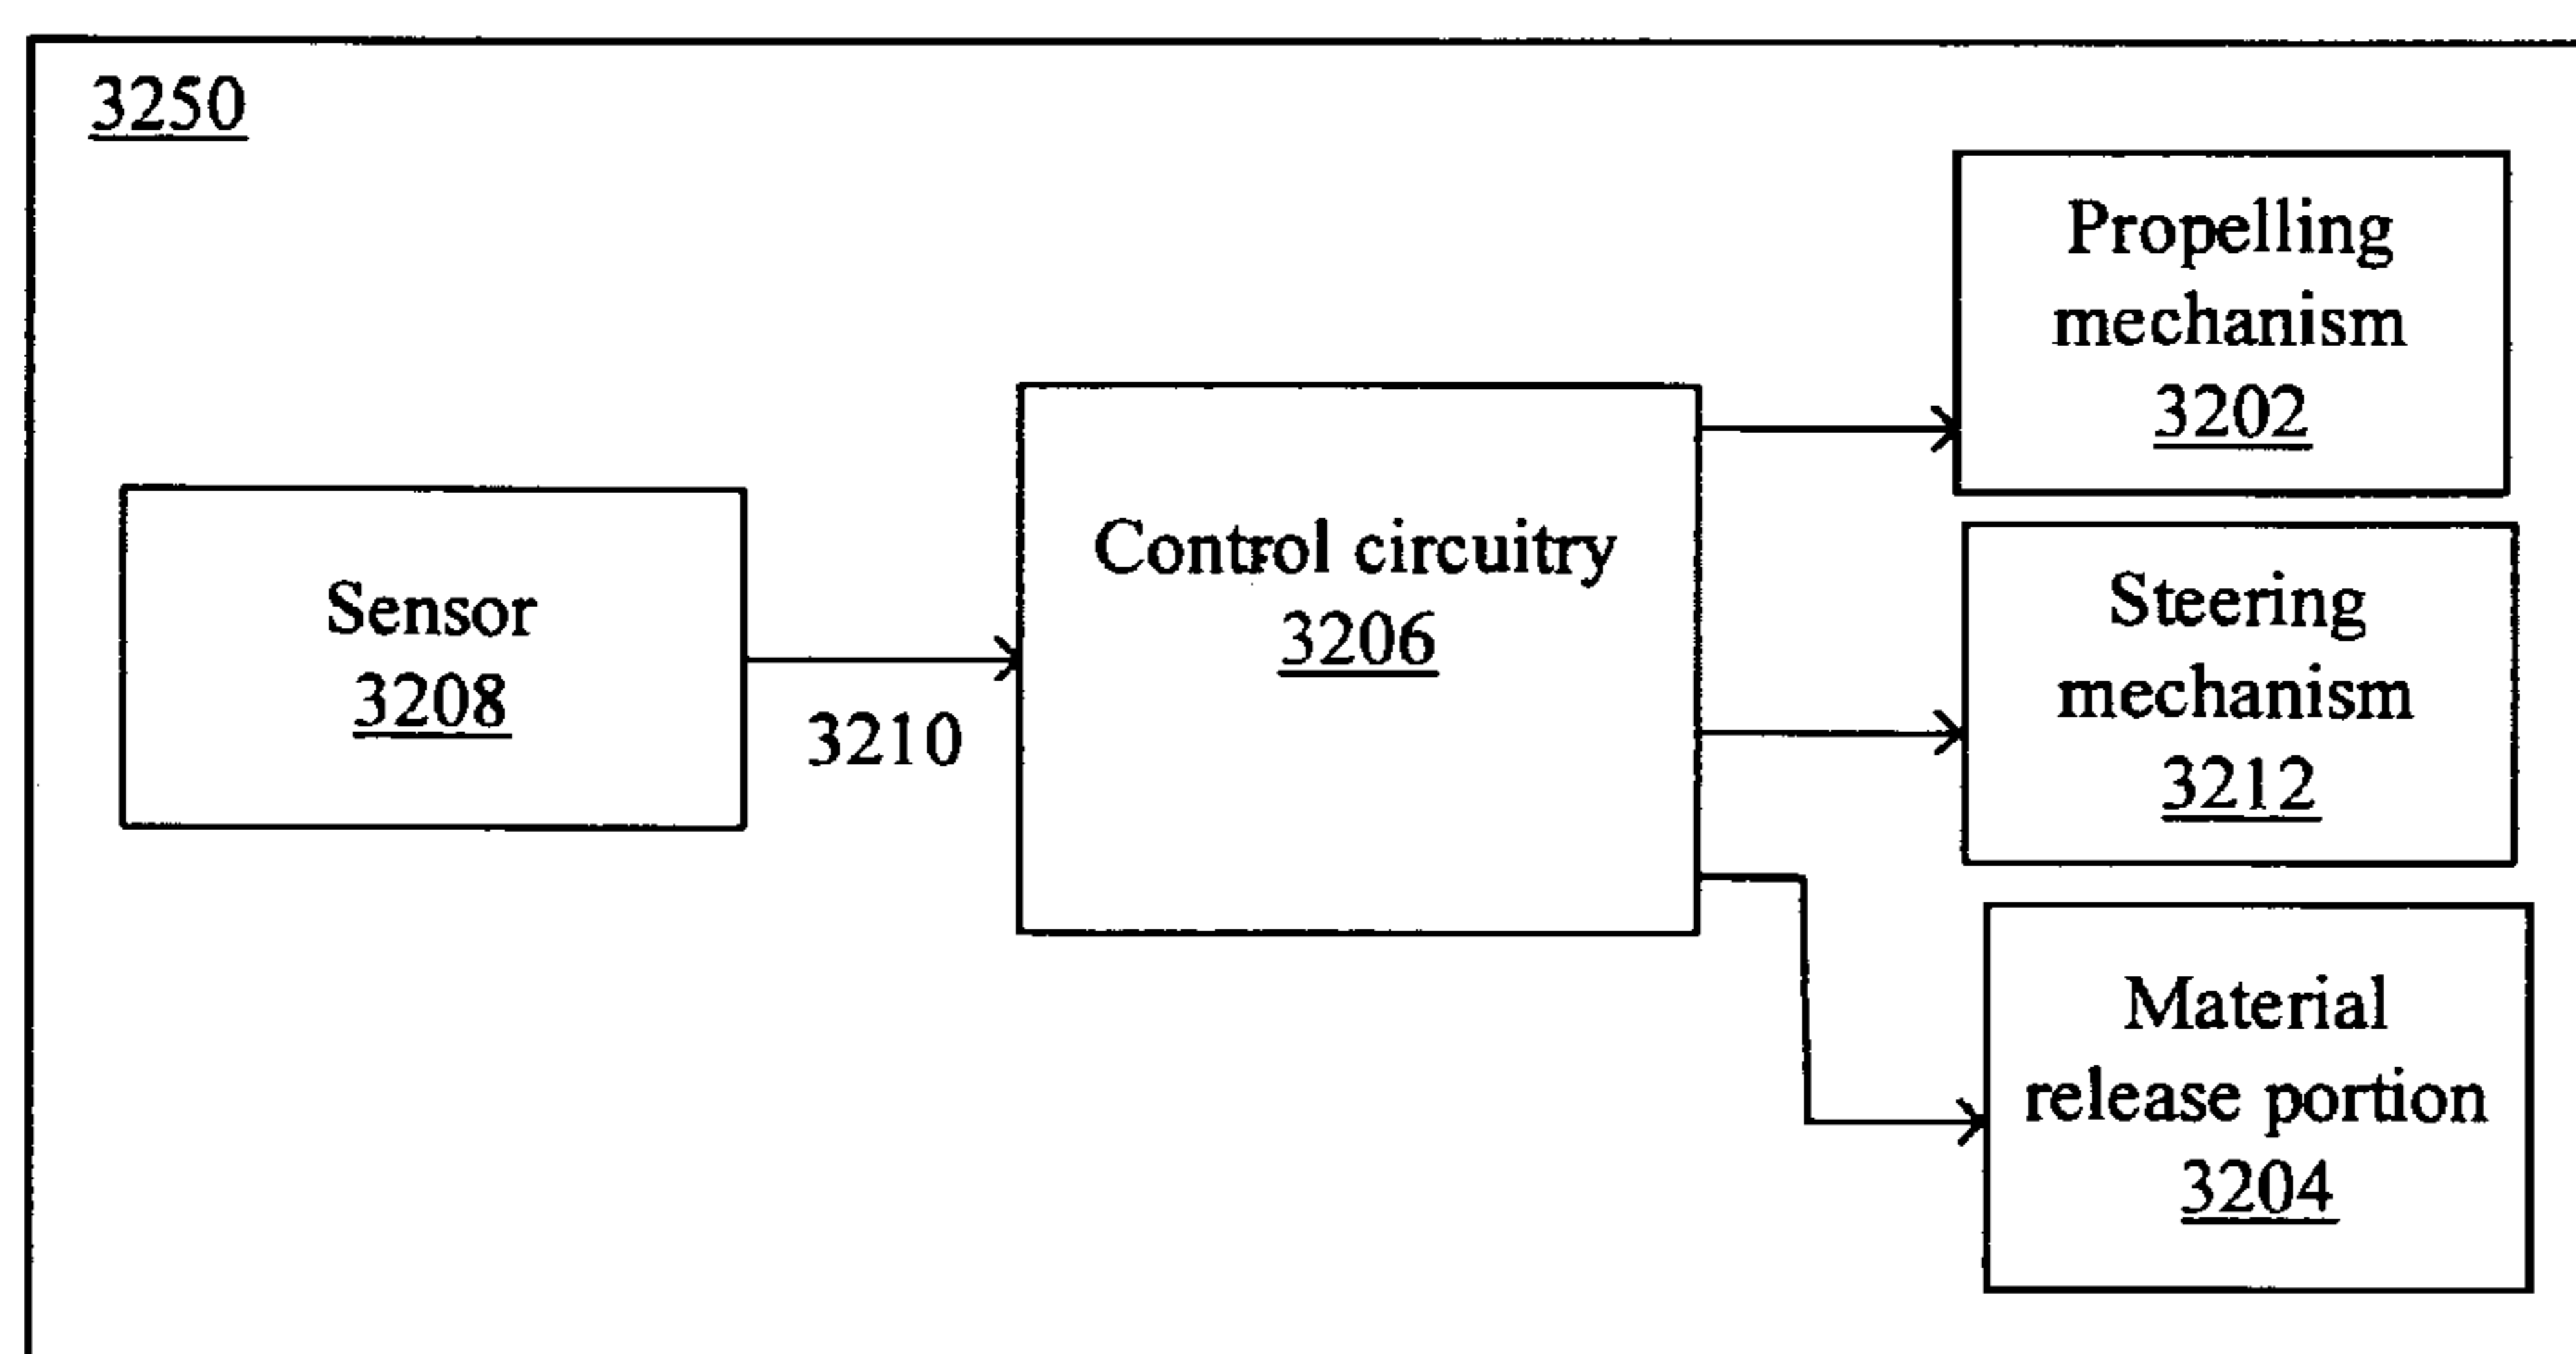 3250
Propelling
mechanism
3202
Sensor
3208
3210
Control circuitry
3206
Steering
mechanism
3212
Material
release portion
3204